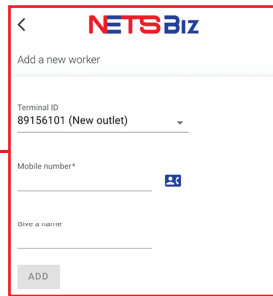 NETSBiz
Add a new worker
Terminal ID
89156101 (New outlet)
Mobile number*
Give a name
ADD